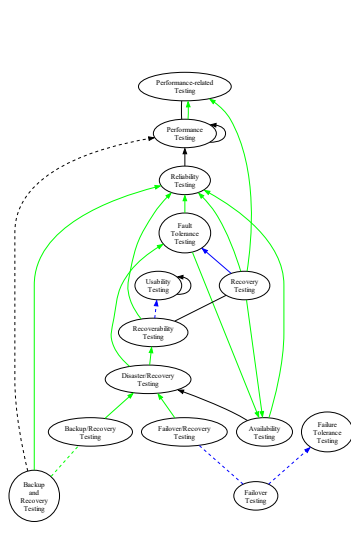 Performance-related
Testing
Performance
Testing
Reliability
Testing
Fault
Tolerance
Testing
Usability
Testing
Recovery
Testing
Recoverability
Testing
Disaster/Recovery
Testing
Backup/Recovery
Testing
Failover/Recovery
Testing
Availability
Testing
Failure
Tolerance
Testing
Backup
and
Recovery
Testing
Failover
Testing